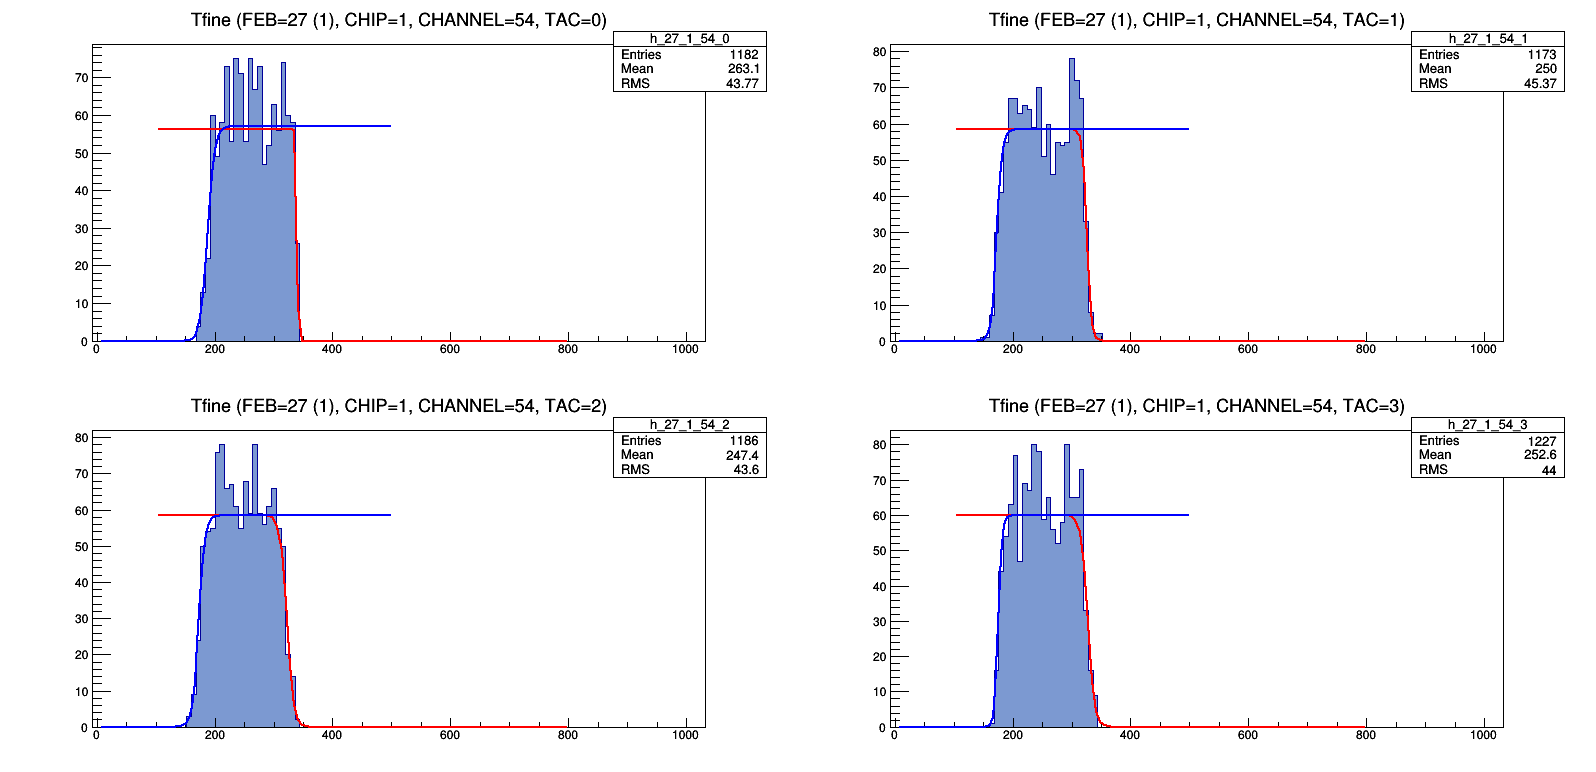 Tfine (FEB=27 (1), CHIP=1, CHANNEL=54, TAC=0)
h_27_1_54_0
Entries 1182
Mean 263.1
RMS 43.77
70
60
50
40
30
20
10
0
0 200 400 600 800 1000
Tfine (FEB=27 (1), CHIP=1, CHANNEL=54, TAC=1)
h_27_1_54_1
Entries 1173
Mean 250
RMS 45.37
80
70
60
50
40
30
20
10
0
0 200 400 600 800 1000
Tfine (FEB=27 (1), CHIP=1, CHANNEL=54, TAC=2)
h_27_1_54_2
Entries 1186
Mean 247.4
RMS 43.6
80
70
60
50
40
30
20
10
0
0 200 400 600 800 1000
Tfine (FEB=27 (1), CHIP=1, CHANNEL=54, TAC=3)
h_27_1_54_3
Entries 1227
Mean 252.6
RMS 44
80
70
60
50
40
30
20
10
0
0 200 400 600 800 1000